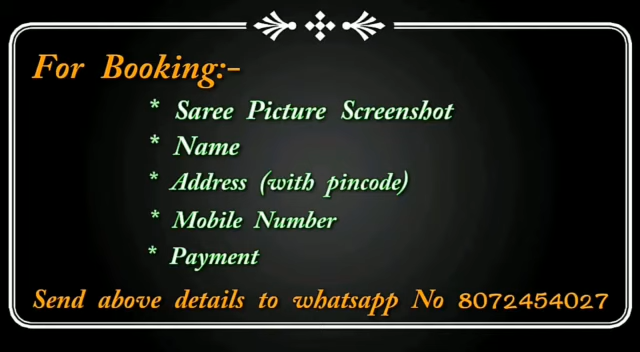 For Booking:-
* Saree Picture Screenshot
* Name
* Address (with pincode)
* Mobile Number
* Payment
Send above details to whatsapp No 8072454027